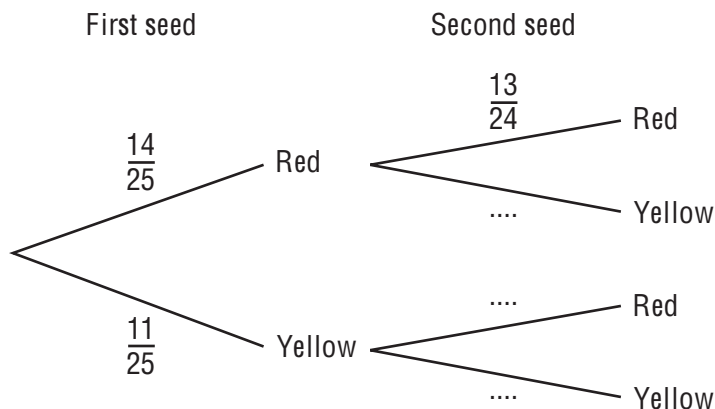 First seed Second seed
13
24
Red
14
25
Red
.... Yellow
.... Red
11
25
Yellow
.... Yellow